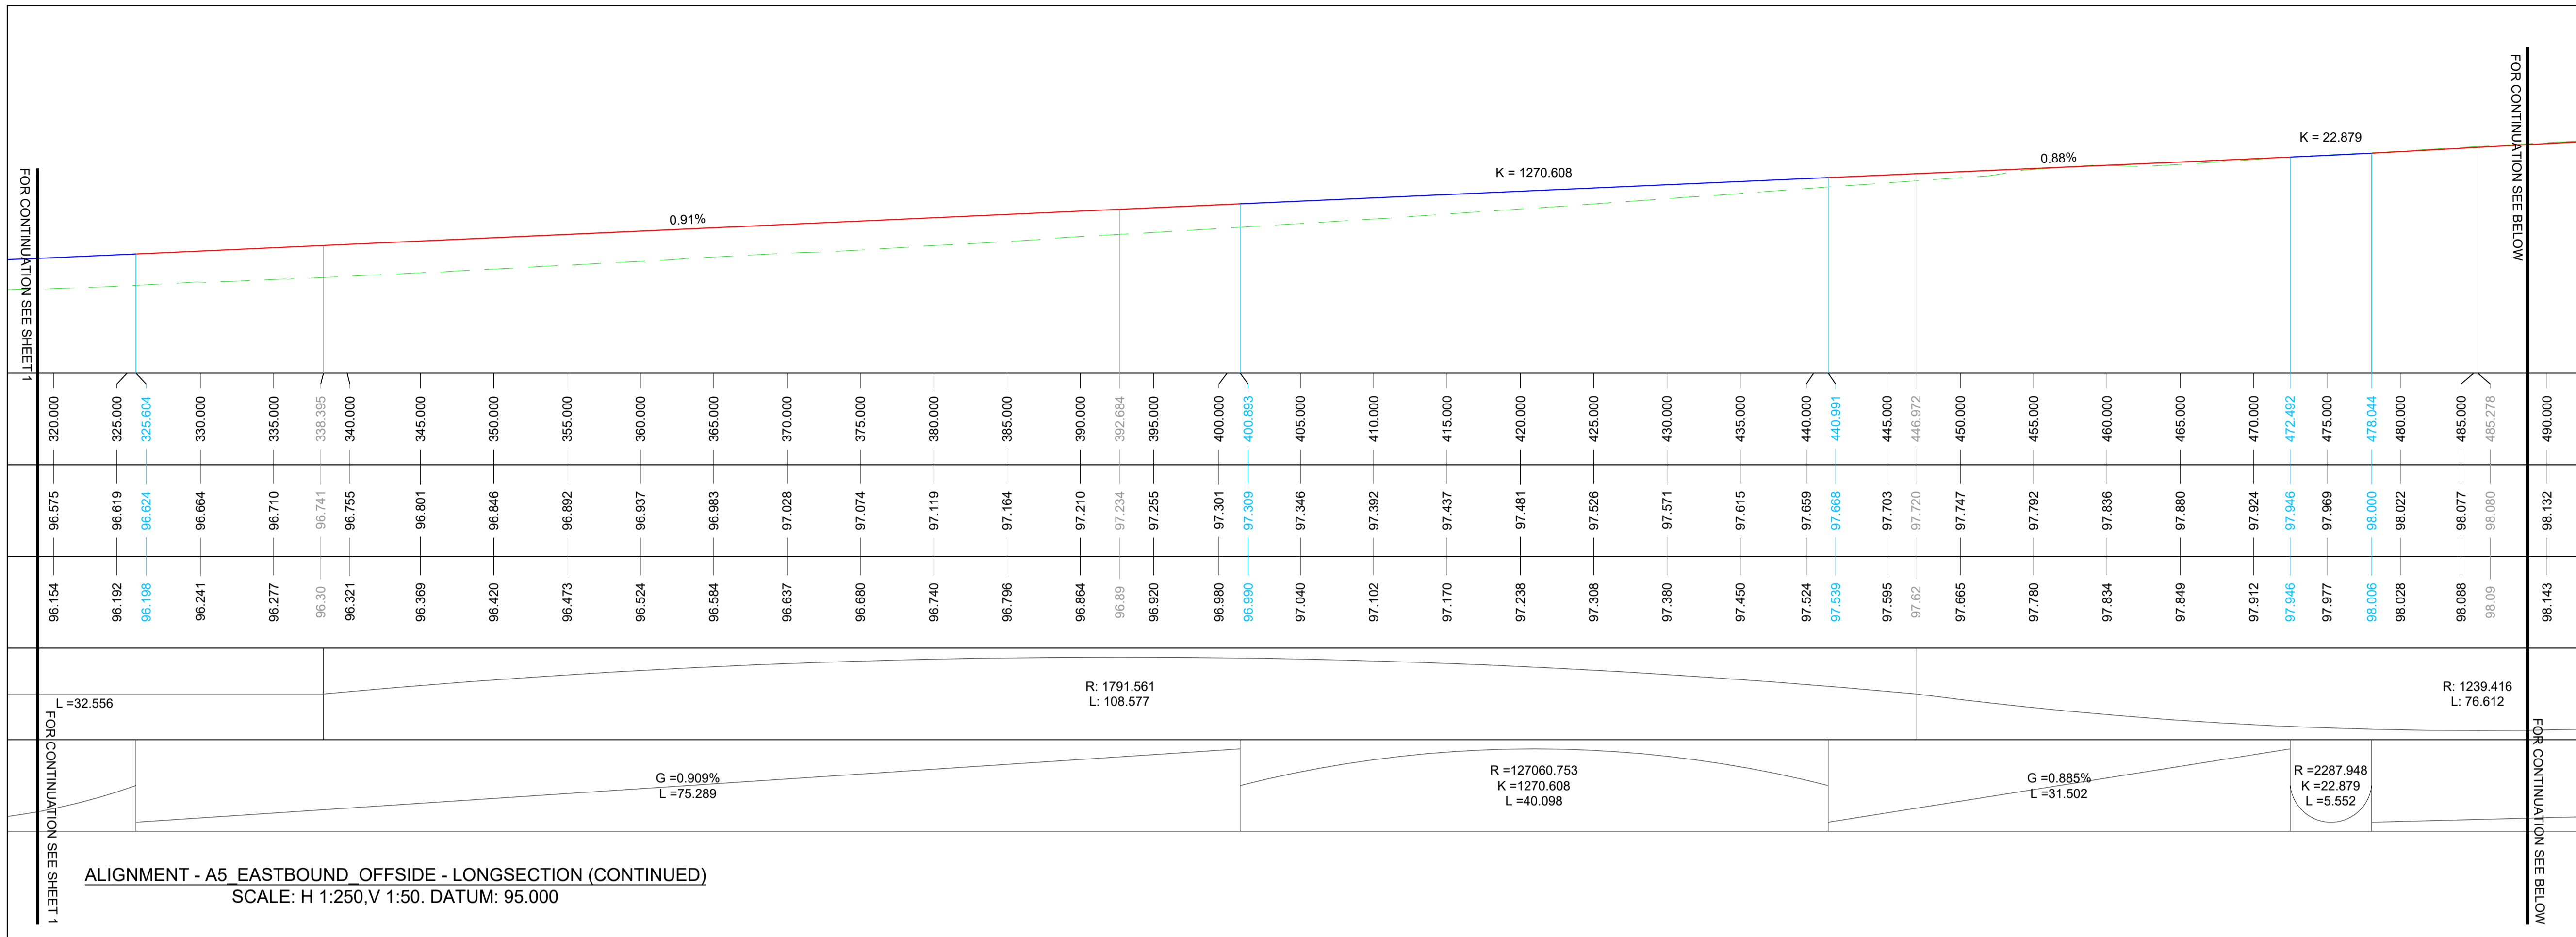 FOR CONTINUATION SEE SHEET 1
FOR CONTINUATION SEE BELOW
0.91%
K = 1270.608
0.88%
K = 22.879
320.000 325.000 325.604 330.000 335.000 338.395 340.000 345.000 350.000 355.000 360.000 365.000 370.000 375.000 380.000 385.000 390.000 392.684 395.000 400.000 400.893 405.000 410.000 415.000 420.000 425.000 430.000 435.000 440.000 440.991 445.000 446.972 450.000 455.000 460.000 465.000 470.000 472.492 475.000 478.044 480.000 485.000 485.278 490.000
96.575 96.619 96.624 96.664 96.710 96.741 96.755 96.801 96.846 96.892 96.937 96.983 97.028 97.074 97.119 97.164 97.210 97.234 97.255 97.301 97.309 97.346 97.392 97.437 97.481 97.526 97.571 97.615 97.659 97.668 97.703 97.720 97.747 97.792 97.836 97.880 97.924 97.946 97.969 98.000 98.022 98.077 98.080 98.132
96.154 96.192 96.198 96.241 96.277 96.30 96.321 96.369 96.420 96.473 96.524 96.584 96.637 96.680 96.740 96.796 96.864 96.89 96.920 96.980 96.990 97.040 97.102 97.170 97.238 97.308 97.380 97.450 97.524 97.539 97.595 97.62 97.665 97.780 97.834 97.849 97.912 97.946 97.977 98.006 98.028 98.088 98.09 98.143
L =32.556
R: 1791.561
L: 108.577
R: 1239.416
L: 76.612
FOR CONTINUATION SEE SHEET 1
FOR CONTINUATION SEE BELOW
G =0.909%
L =75.289
R =127060.753
K =1270.608
L =40.098
G =0.885%
L =31.502
R =2287.948
K =22.879
L =5.552
ALIGNMENT - A5_EASTBOUND_OFFSIDE - LONGSECTION (CONTINUED)
SCALE: H 1:250,V 1:50. DATUM: 95.000